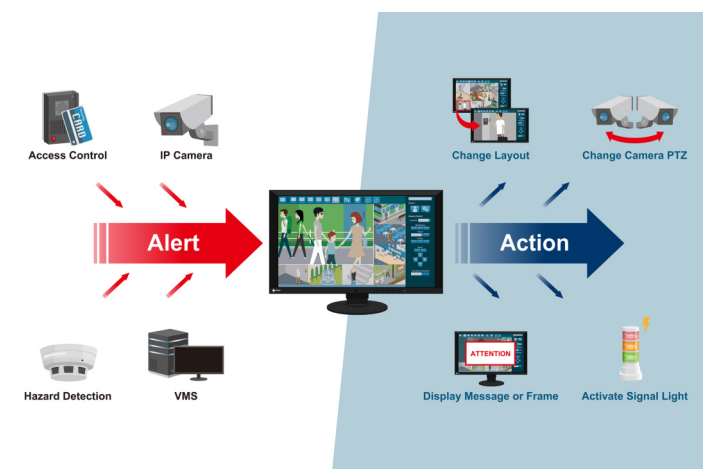 CARD
Access Control
IP Camera
Change Layout
Change Camera PTZ
Alert
Action
ATTENTION
Hazard Detection
VMS
Display Message or Frame
Activate Signal Light